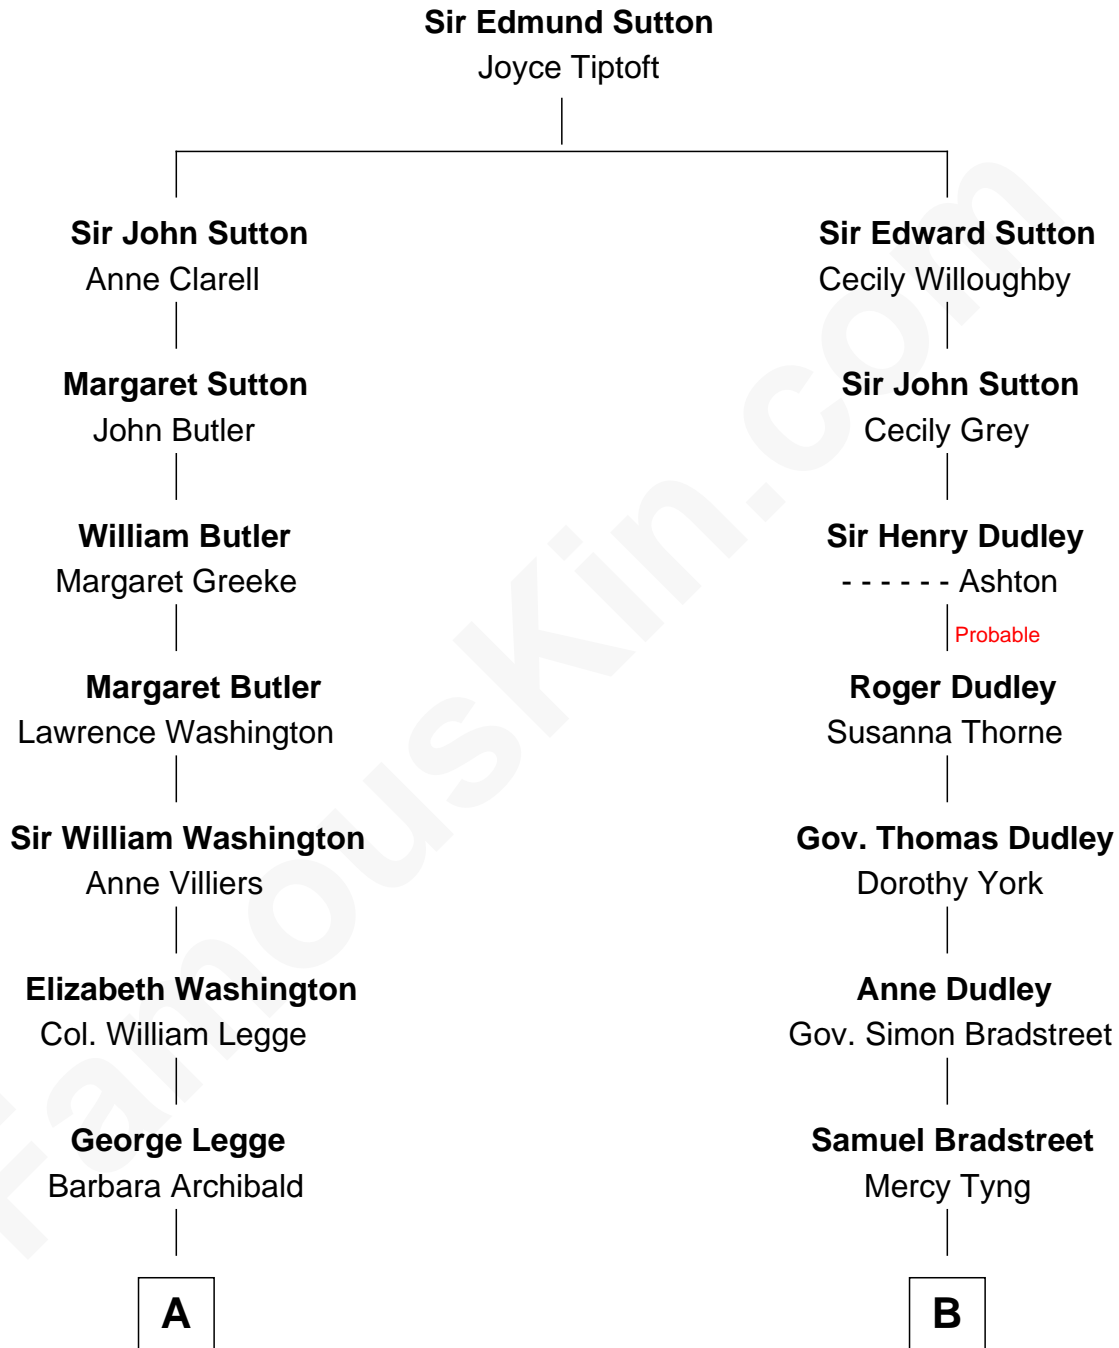 Sir Edmund Sutton
Joyce Tiptoft
Sir John Sutton
Anne Clarell
Margaret Sutton
John Butler
William Butler
Margaret Greeke
Margaret Butler
Lawrence Washington
Sir William Washington
Anne Villiers
Elizabeth Washington
Col. William Legge
George Legge
Barbara Archibald
A
Sir Edward Sutton
Cecily Willoughby
Sir John Sutton
Cecily Grey
Sir Henry Dudley
- - - - - - Ashton
Probable
Roger Dudley
Susanna Thorne
Gov. Thomas Dudley
Dorothy York
Anne Dudley
Gov. Simon Bradstreet
Samuel Bradstreet
Mercy Tyng
B
FamousKin.com